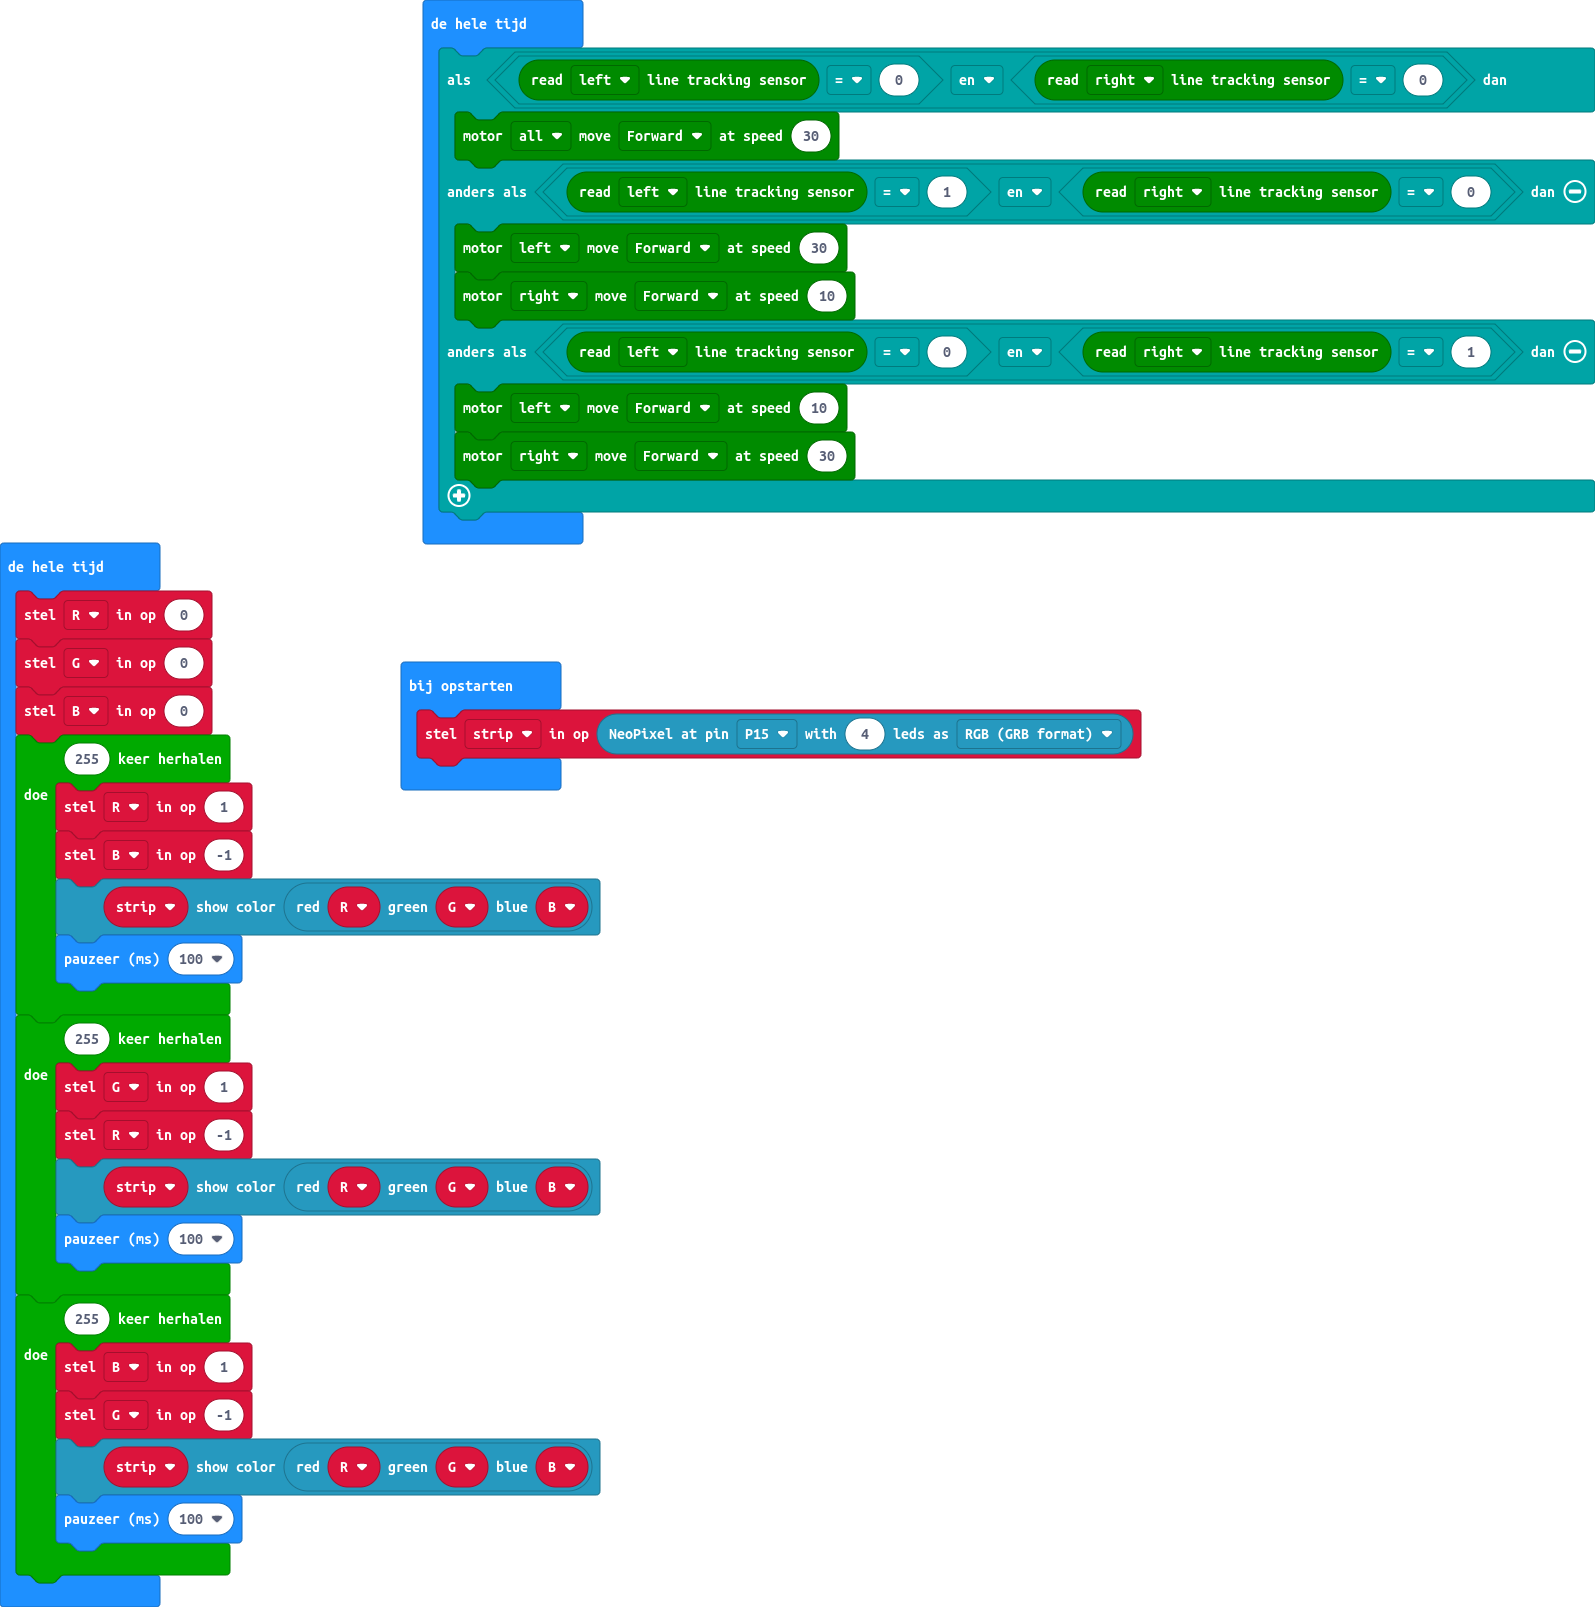 de hele tijd
als read left line tracking sensor = 0 en read right line tracking sensor = 0 dan
motor all move Forward at speed 30
anders als read left line tracking sensor = 1 en read right line tracking sensor = 0 dan
motor left move Forward at speed 30
motor right move Forward at speed 10
anders als read left line tracking sensor = 0 en read right line tracking sensor = 1 dan
motor left move Forward at speed 10
motor right move Forward at speed 30
de hele tijd
stel R in op 0
stel G in op 0
stel B in op 0
255 keer herhalen
doe
stel R in op 1
stel B in op -1
strip show color red R green G blue B
pauzeer (ms) 100
255 keer herhalen
doe
stel G in op 1
stel R in op -1
strip show color red R green G blue B
pauzeer (ms) 100
255 keer herhalen
doe
stel B in op 1
stel G in op -1
strip show color red R green G blue B
pauzeer (ms) 100
bij opstarten
stel strip in op NeoPixel at pin P15 with 4 leds as RGB (GRB format)